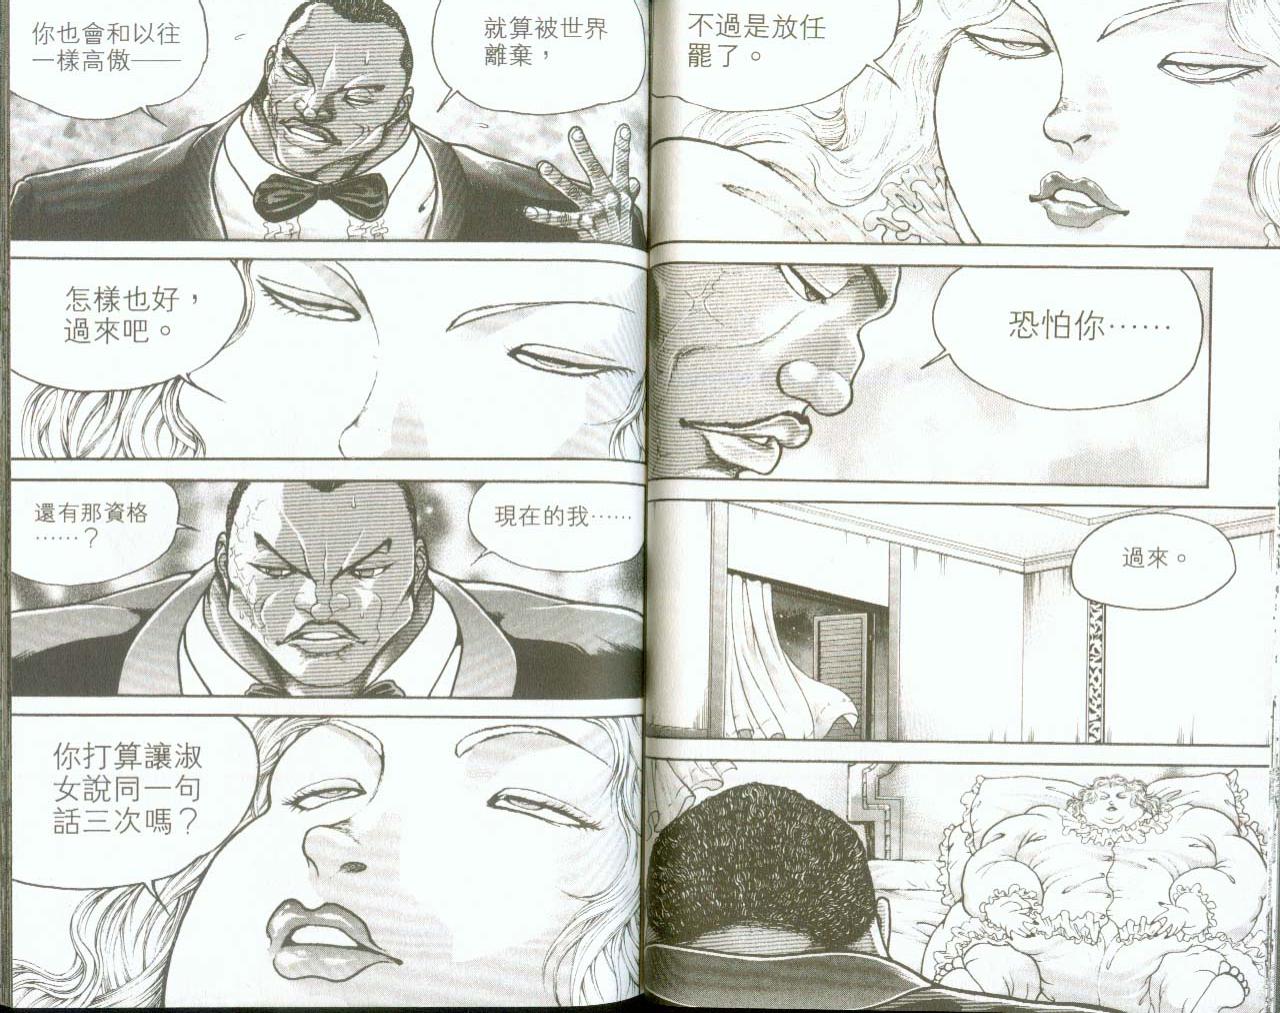 不過是放任
罷了。
恐怕你……
過來。
就算被世界
離棄，
你也會和以往
一樣高傲——
怎樣也好，
過來吧。
現在的我……
還有那資格
……？
你打算讓淑
女說同一句
話三次嗎？